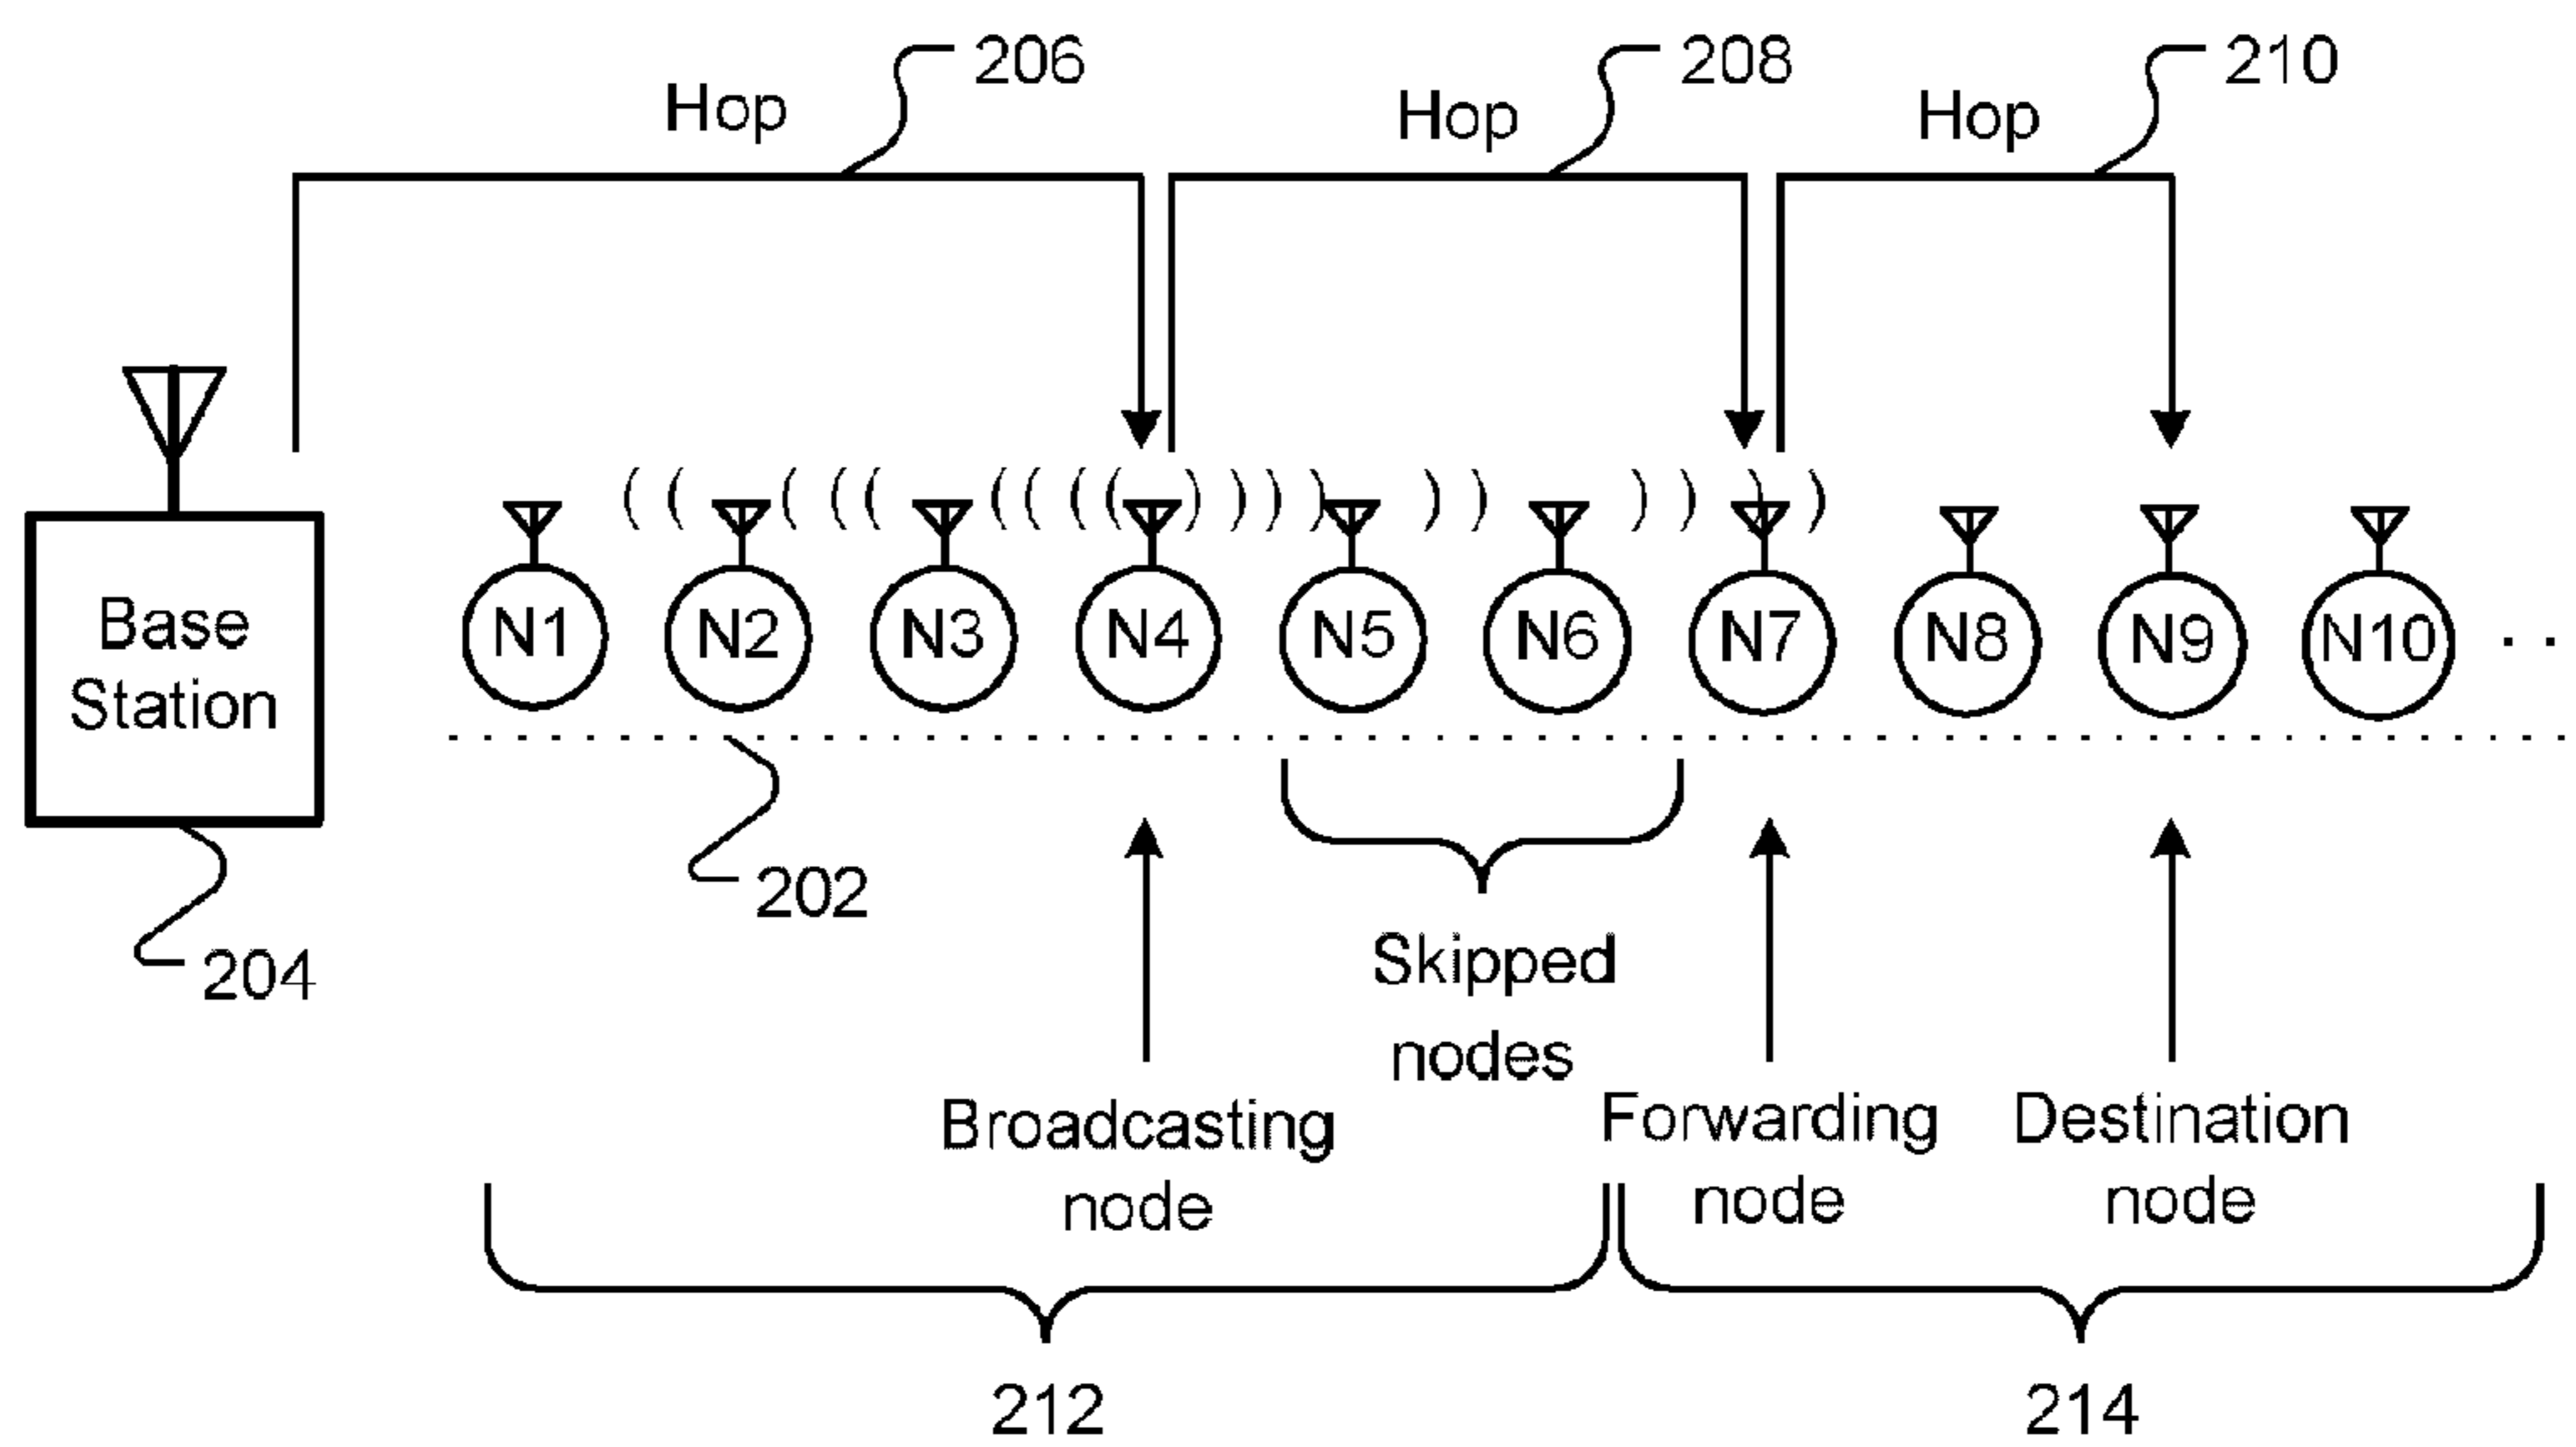 206
208
210
Hop
Hop
Hop
Base
Station
N1
N2
N3
N4
N5
N6
N7
N8
N9
N10
202
204
Skipped
nodes
Broadcasting
node
Forwarding
node
Destination
node
212
214